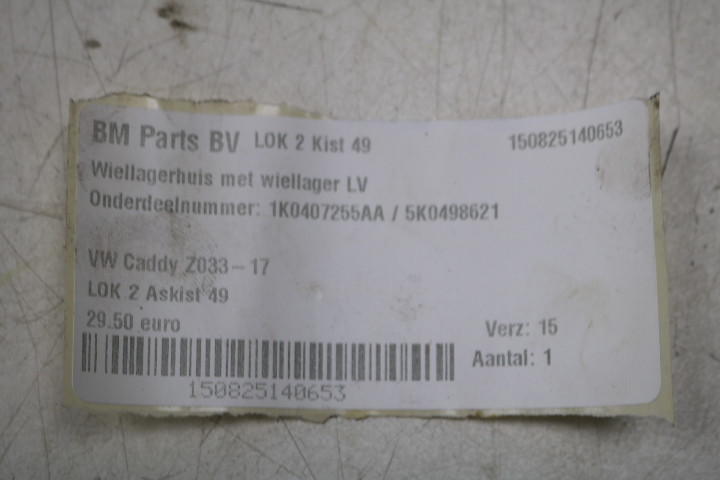 BM Parts BV LOK 2 Kist 49 150825140653
Wiellagerhuis met wiellager LV
Onderdeelnummer: 1K0407255AA / 5K0498621
VW Caddy Z033-17
LOK 2 Askist 49
29.50 euro Verz: 15
Aantal: 1
150825140653